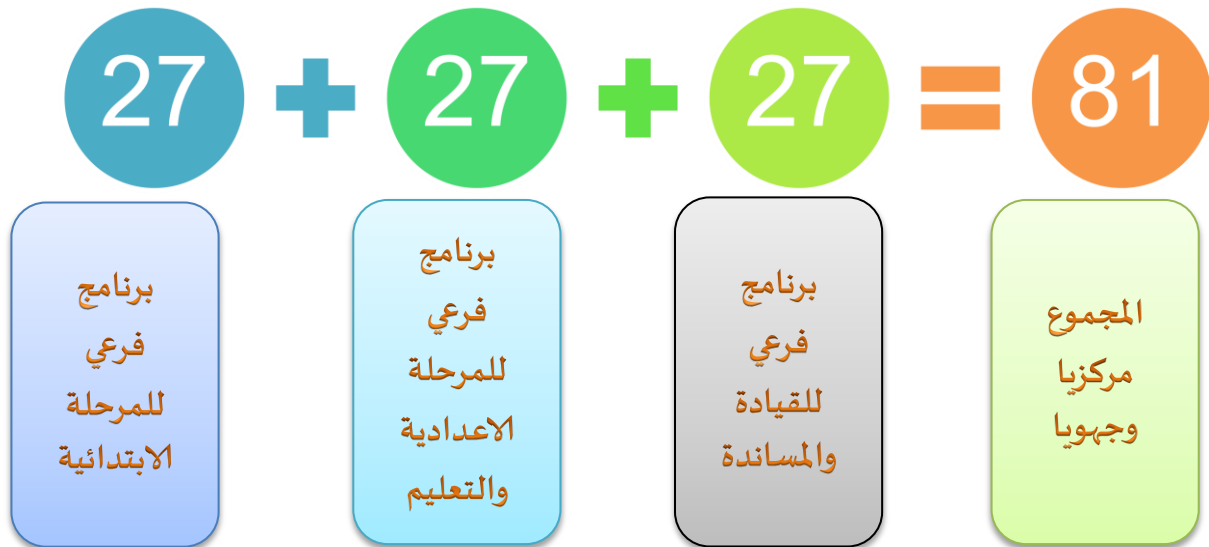 27 + 27 + 27 = 81
برنامج
فرعي
للمرحلة
الابتدائية
برنامج
فرعي
للمرحلة
الاعدادية
والتعليم
برنامج
فرعي
للقيادة
والمساندة
المجموع
مركزيا
وجهويا